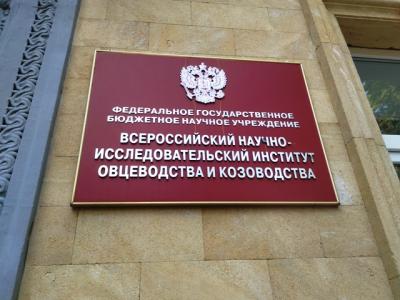 ФЕДЕРАЛЬНОЕ ГОСУДАРСТВЕННОЕ
БЮДЖЕТНОЕ НАУЧНОЕ УЧРЕЖДЕНИЕ
ВСЕРОССИЙСКИЙ НАУЧНО-
ИССЛЕДОВАТЕЛЬСКИЙ ИНСТИТУТ
ОВЦЕВОДСТВА И КОЗОВОДСТВА